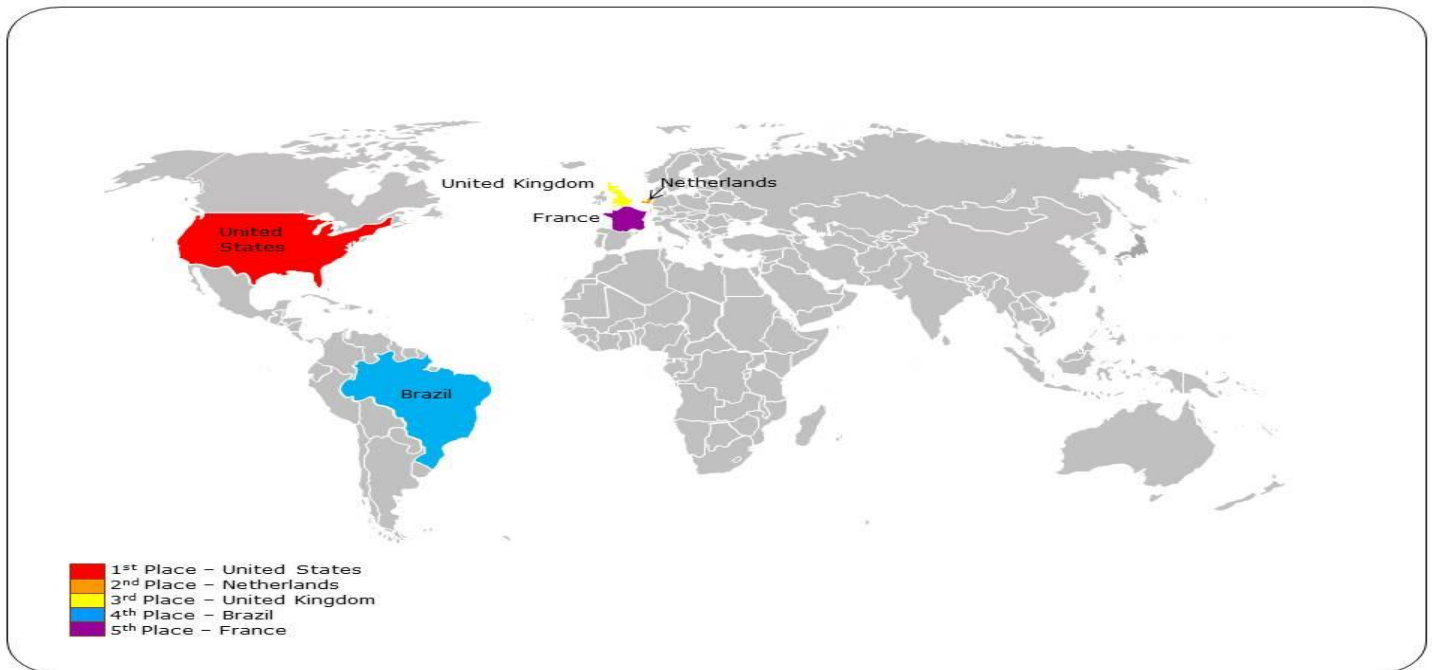 United Kingdom
Netherlands
France
United
States
Brazil
1st Place – United States
2nd Place – Netherlands
3rd Place – United Kingdom
4th Place – Brazil
5th Place – France